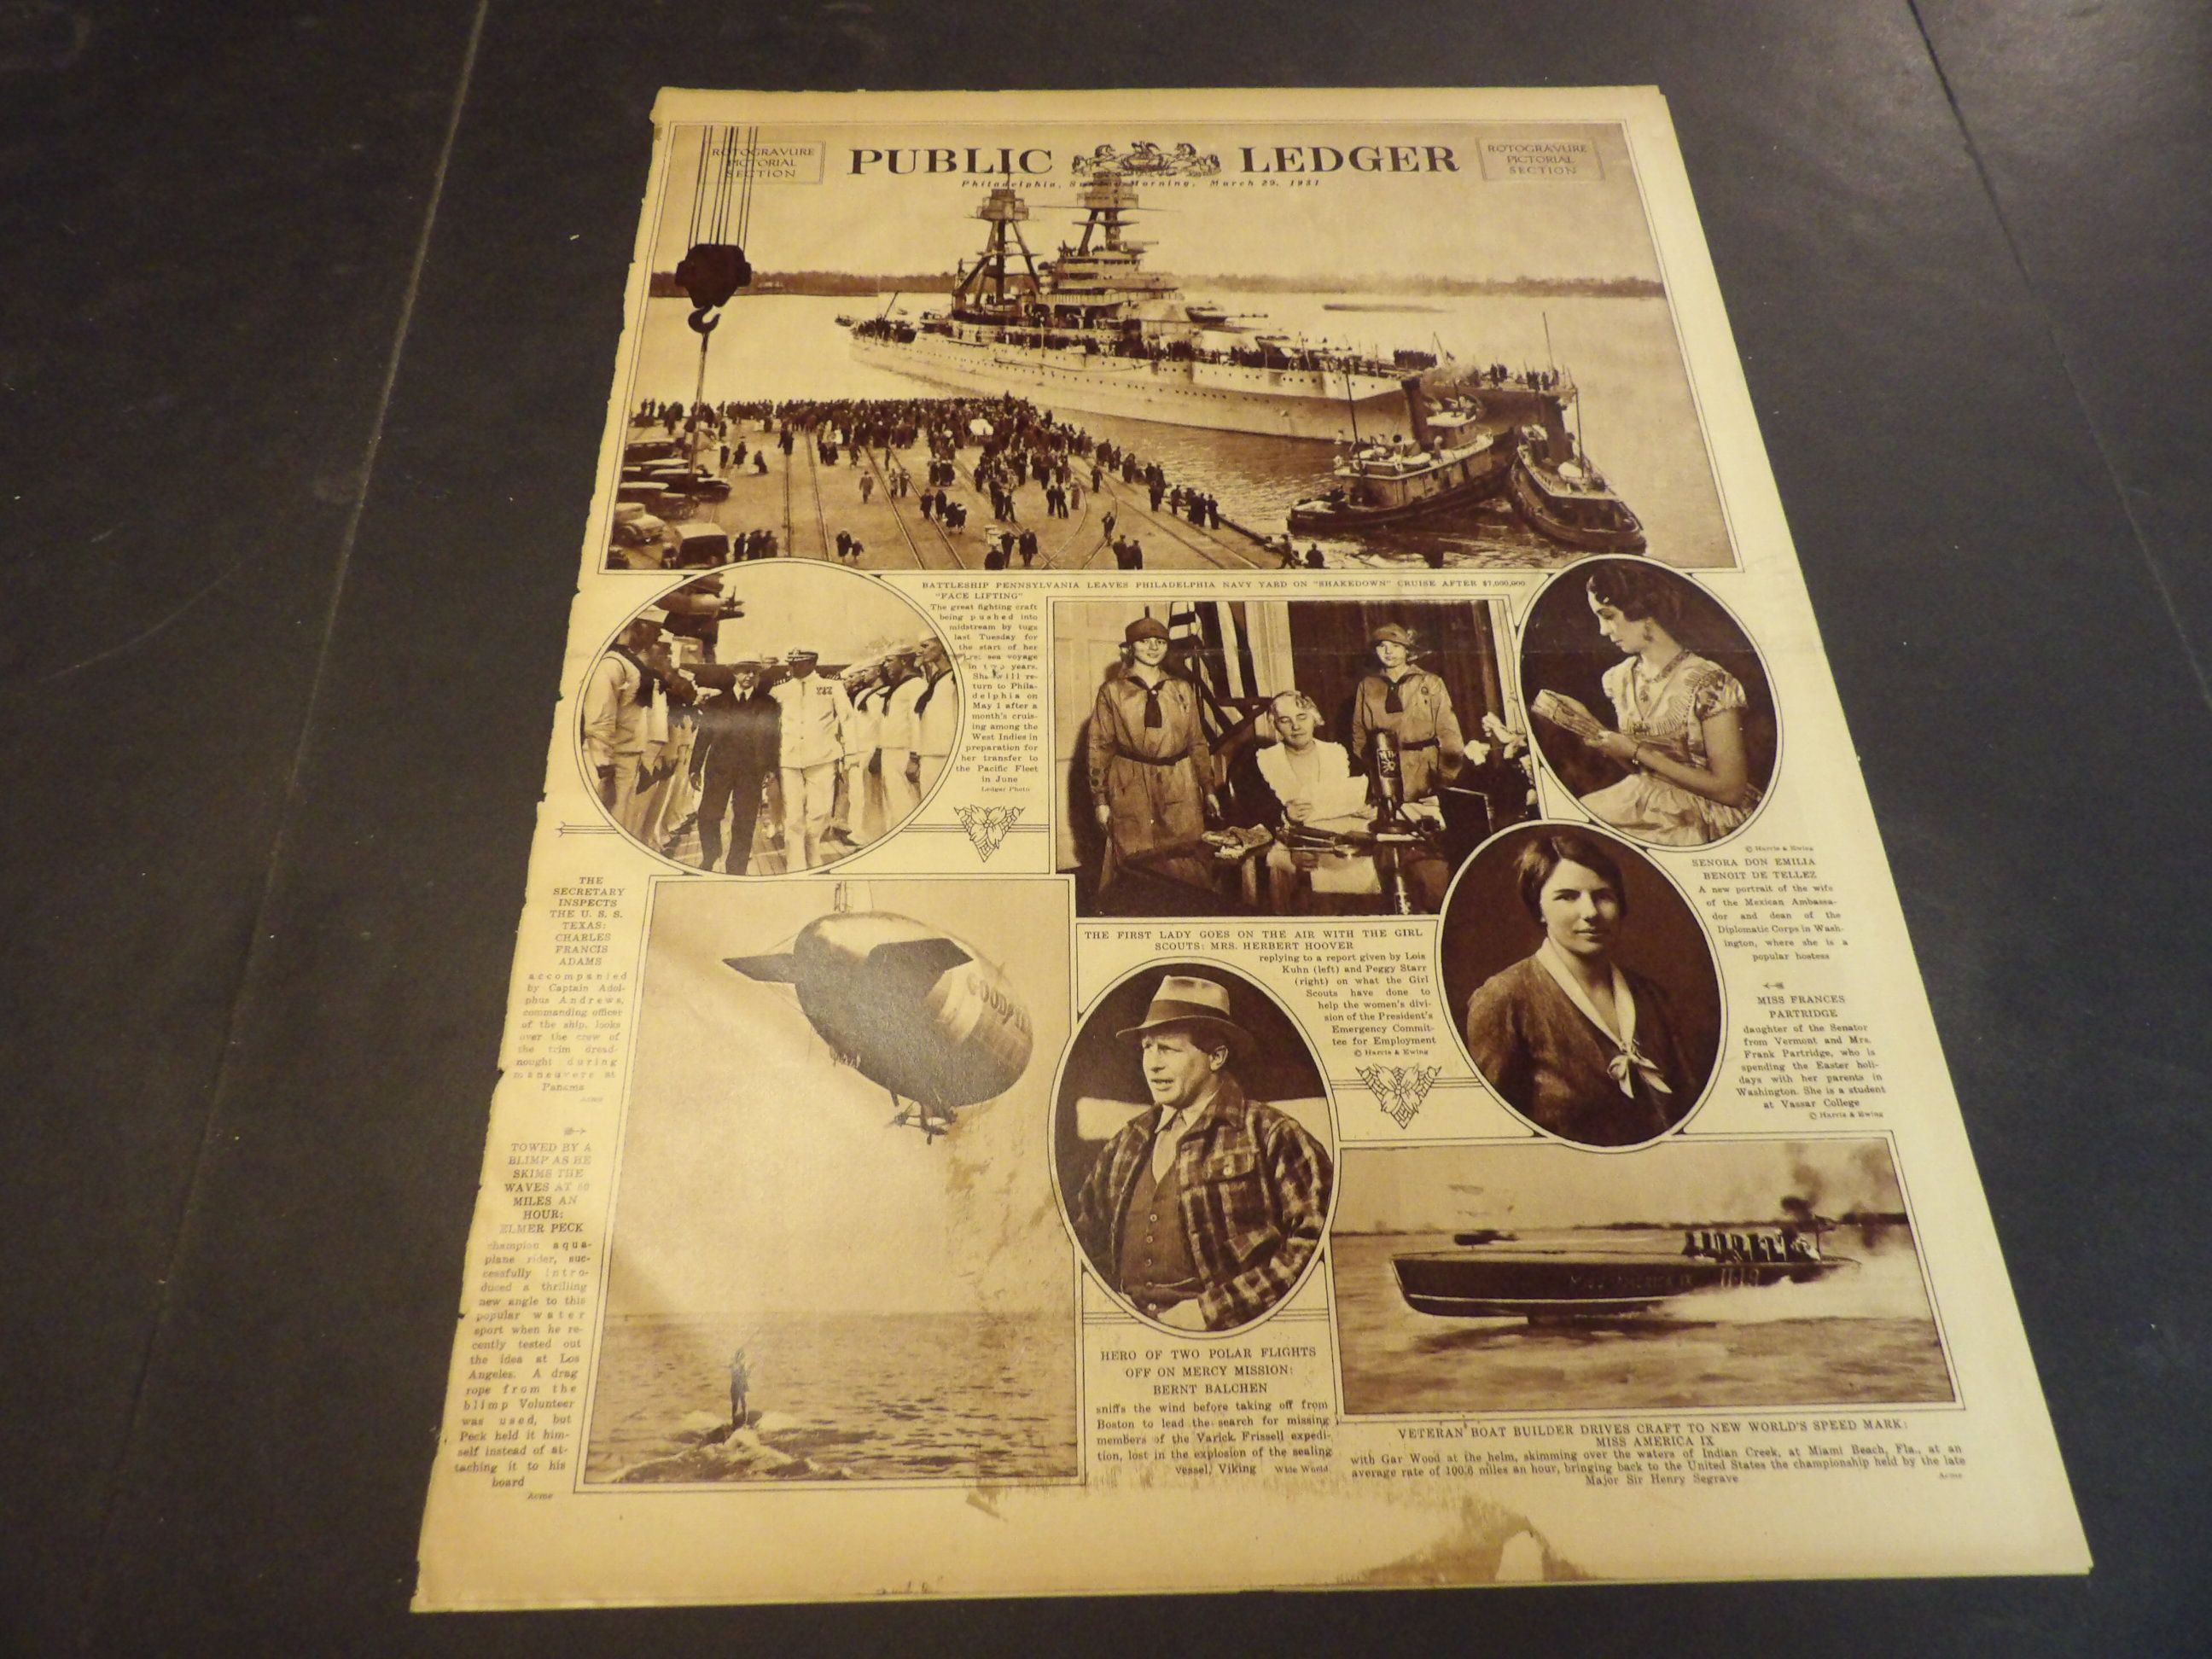 ROTOGRAVURE
PICTORIAL
SECTION
PUBLIC LEDGER
Philadelphia, Sunday Morning, March 29, 1931
ROTOGRAVURE
PICTORIAL
SECTION
BATTLESHIP PENNSYLVANIA LEAVES PHILADELPHIA NAVY YARD ON "SHAKEDOWN" CRUISE AFTER $7,000,000
"FACE LIFTING"
The great fighting craft
being pushed into
midstream by tugs
last Tuesday for
the start of her
sea voyage
in years.
She will re-
turn to Phila-
delphia on
May 1 after a
month's cruis-
ing among the
West Indies in
preparation for
her transfer to
the Pacific Fleet
in June
Ledger Photo
THE
SECRETARY
INSPECTS
THE U. S. S.
TEXAS:
CHARLES
FRANCIS
ADAMS
accompanied
by Captain Adol-
phus Andrews,
commanding officer
of the ship, looks
over the crew of
the trim dread-
nought during
maneuvers at
Panama
Acme
THE FIRST LADY GOES ON THE AIR WITH THE GIRL
SCOUTS: MRS. HERBERT HOOVER
replying to a report given by Lois
Kuhn (left) and Peggy Starr
(right) on what the Girl
Scouts have done to
help the women's divi-
sion of the President's
Emergency Commit-
tee for Employment
© Harris & Ewing
© Harris & Ewing
SENORA DON EMILIA
BENOIT DE TELLEZ
A new portrait of the wife
of the Mexican Ambassa-
dor and dean of the
Diplomatic Corps in Wash-
ington, where she is a
popular hostess
MISS FRANCES
PARTRIDGE
daughter of the Senator
from Vermont and Mrs.
Frank Partridge, who is
spending the Easter holi-
days with her parents in
Washington. She is a student
at Vassar College
© Harris & Ewing
TOWED BY A
BLIMP AS HE
SKIMS THE
WAVES AT
MILES AN
HOUR:
ELMER PECK
champion aqua-
plane rider, suc-
cessfully intro-
duced a thrilling
new angle to this
popular water
sport when he re-
cently tested out
the idea at Los
Angeles. A drag
rope from the
blimp Volunteer
was used, but
Peck held it him-
self instead of at-
taching it to his
board
Acme
HERO OF TWO POLAR FLIGHTS
OFF ON MERCY MISSION:
BERNT BALCHEN
sniffs the wind before taking off from
Boston to lead the search for missing
members of the Varick Frissell expedi-
tion, lost in the explosion of the sealing
vessel, Viking
Wide World
MISS AMERICA IX
VETERAN BOAT BUILDER DRIVES CRAFT TO NEW WORLD'S SPEED MARK:
MISS AMERICA IX
with Gar Wood at the helm, skimming over the waters of Indian Creek, at Miami Beach, Fla., at an
average rate of 100.6 miles an hour, bringing back to the United States the championship held by the late
Major Sir Henry Segrave
Acme